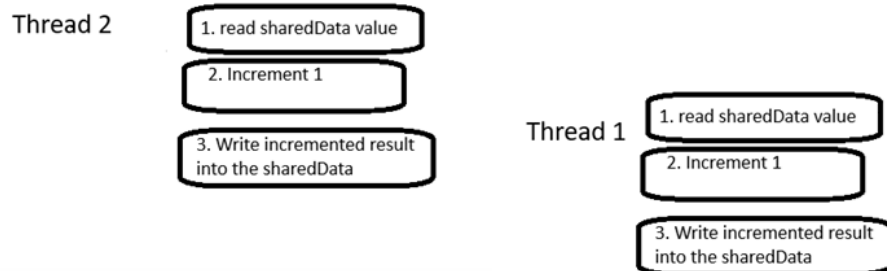 Thread 2
1. read sharedData value
2. Increment 1
3. Write incremented result
into the sharedData
Thread 1
1. read sharedData value
2. Increment 1
3. Write incremented result
into the sharedData